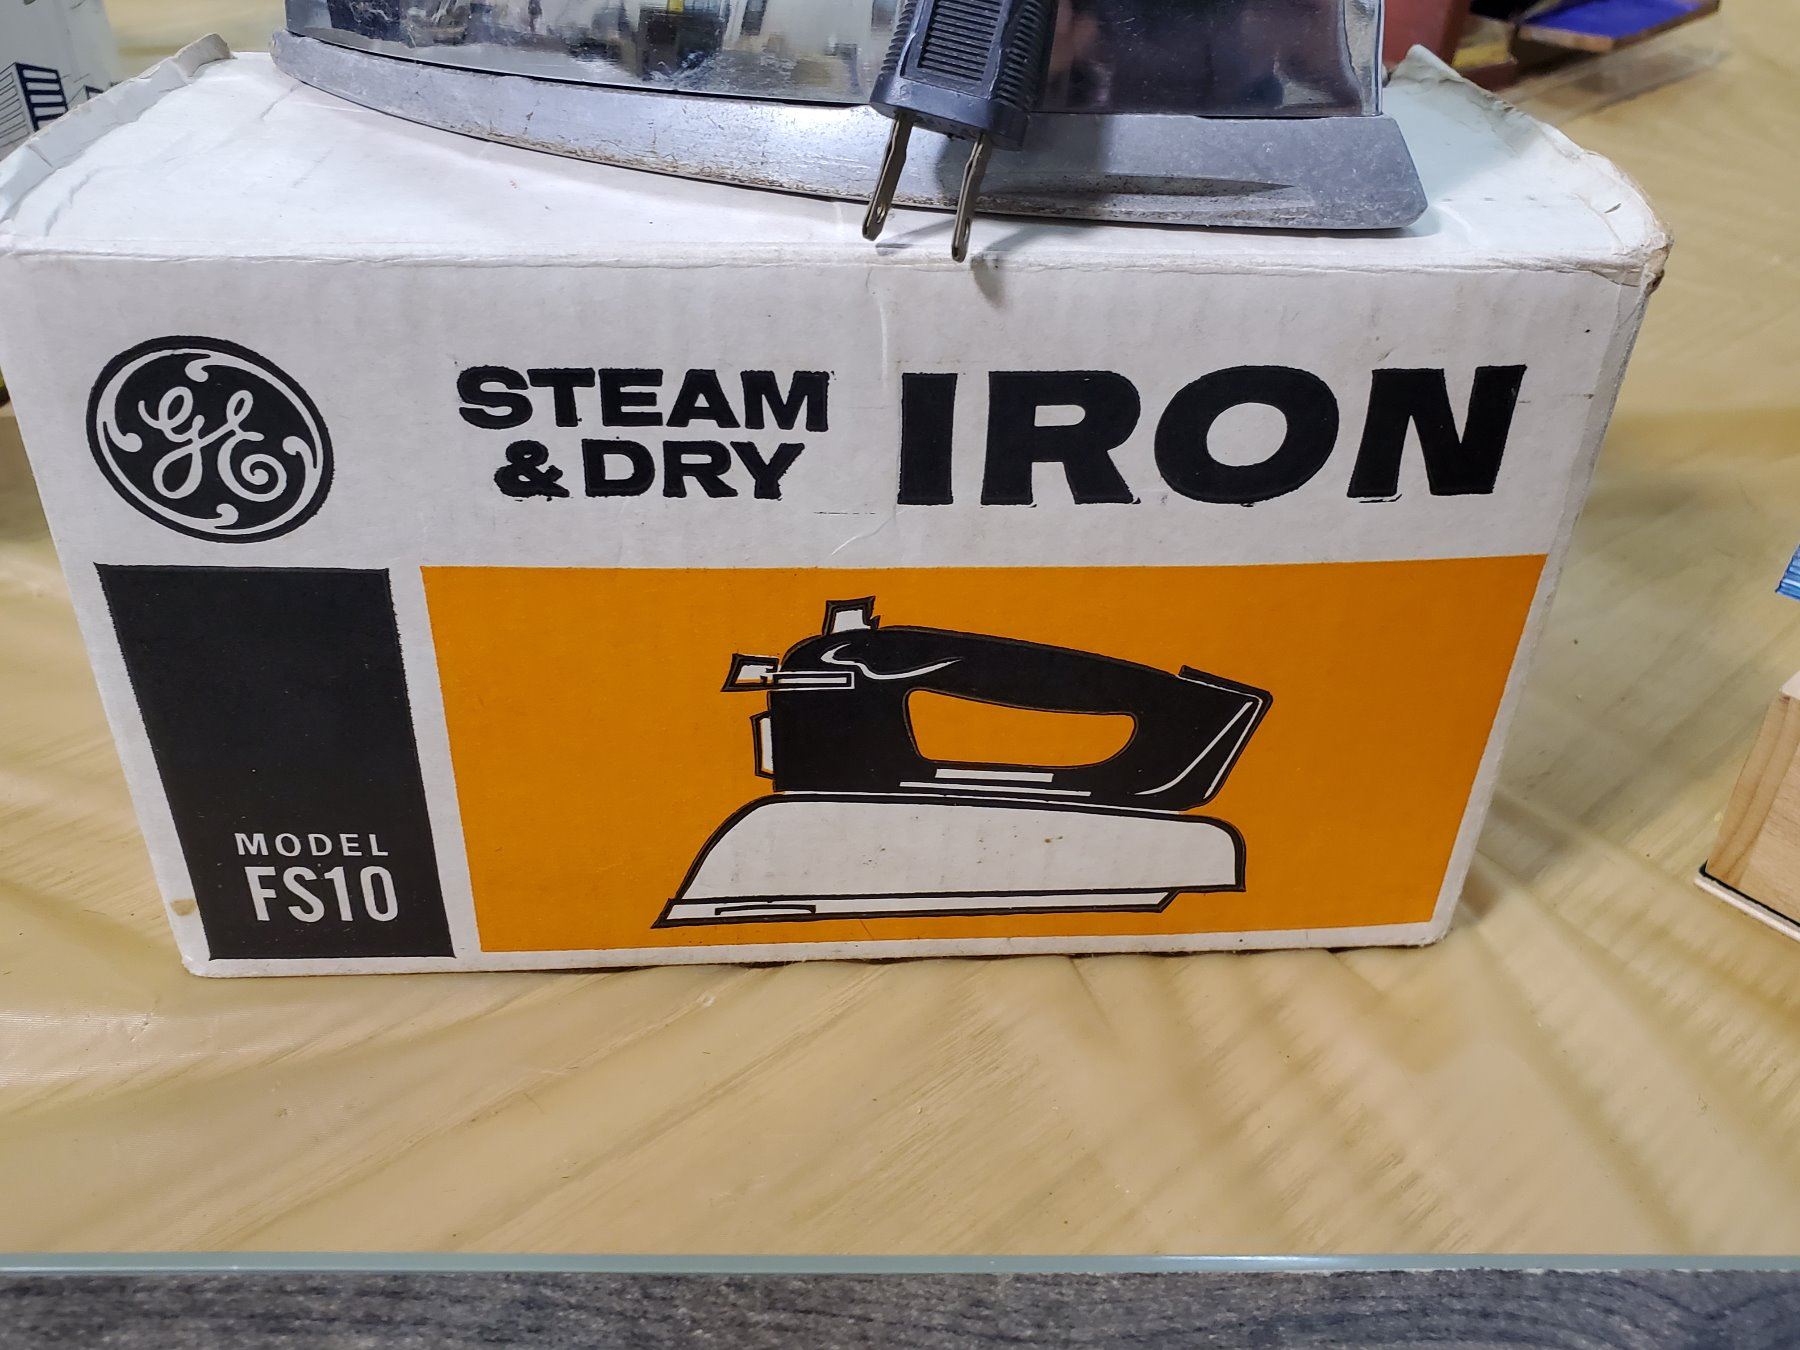 GE
STEAM
& DRY
IRON
MODEL
FS10